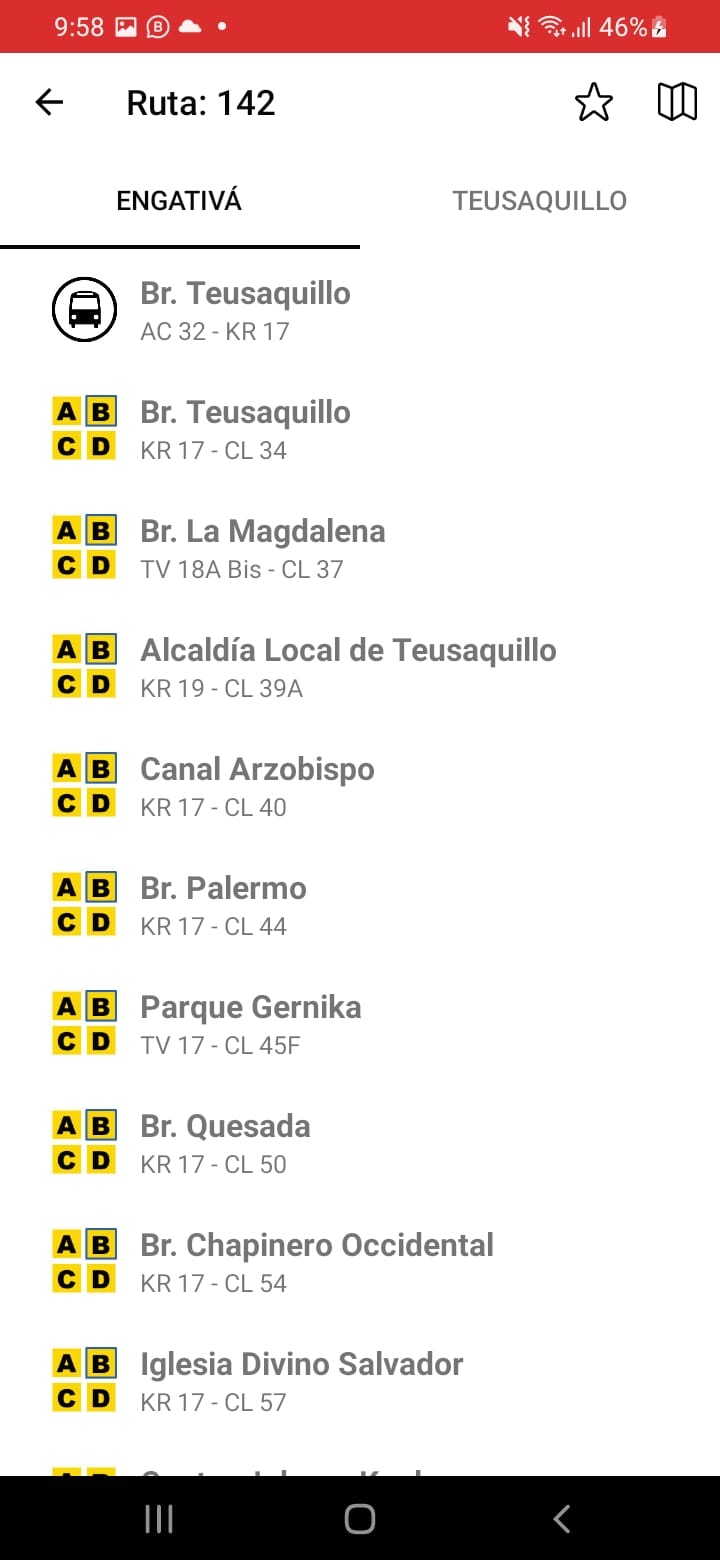 9:58
46%
Ruta: 142
ENGATIVÁ
TEUSAQUILLO
Br. Teusaquillo
AC 32 - KR 17
A B
C D
Br. Teusaquillo
KR 17 - CL 34
A B
C D
Br. La Magdalena
TV 18A Bis - CL 37
A B
C D
Alcaldía Local de Teusaquillo
KR 19 - CL 39A
A B
C D
Canal Arzobispo
KR 17 - CL 40
A B
C D
Br. Palermo
KR 17 - CL 44
A B
C D
Parque Gernika
TV 17 - CL 45F
A B
C D
Br. Quesada
KR 17 - CL 50
A B
C D
Br. Chapinero Occidental
KR 17 - CL 54
A B
C D
Iglesia Divino Salvador
KR 17 - CL 57